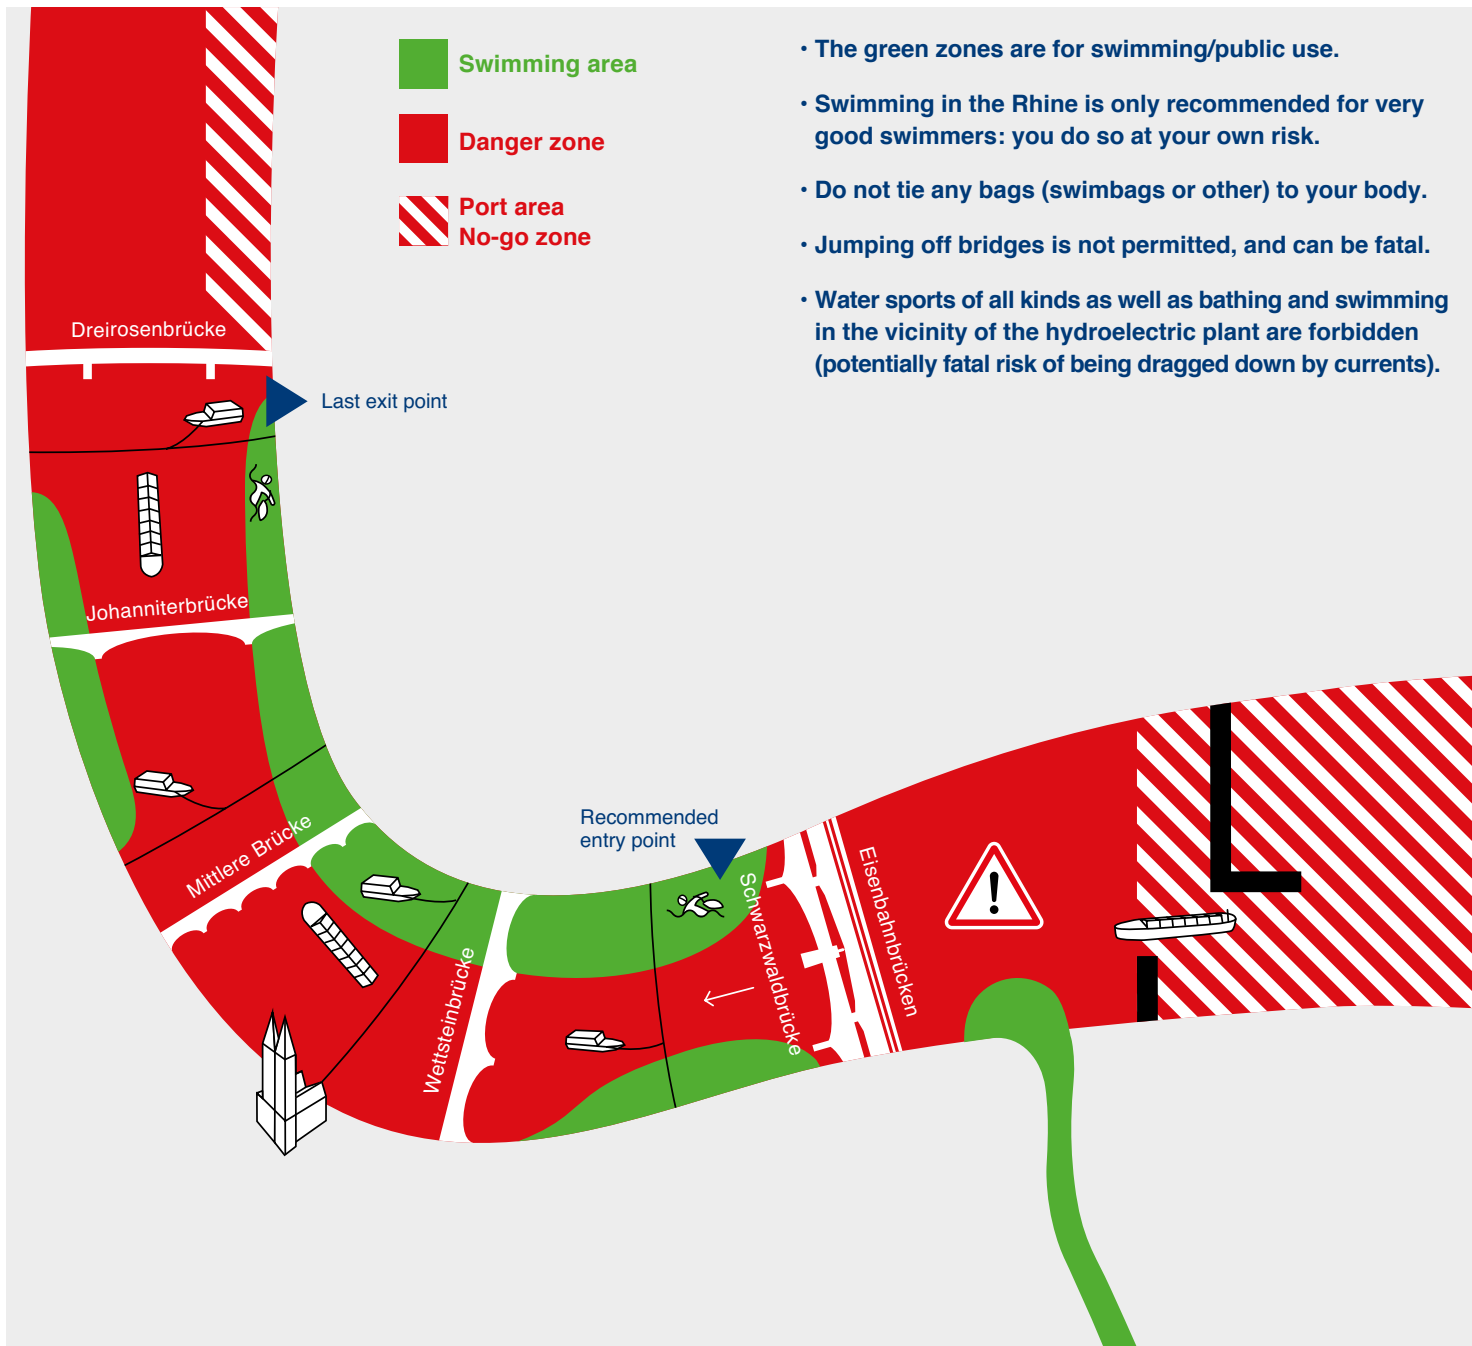 Swimming area
Danger zone
Port area
No-go zone
• The green zones are for swimming/public use.
• Swimming in the Rhine is only recommended for very
good swimmers: you do so at your own risk.
• Do not tie any bags (swimbags or other) to your body.
• Jumping off bridges is not permitted, and can be fatal.
• Water sports of all kinds as well as bathing and swimming
in the vicinity of the hydroelectric plant are forbidden
(potentially fatal risk of being dragged down by currents).
Dreirosenbrücke
Last exit point
Johanniterbrücke
Mittlere Brücke
Recommended
entry point
Wettsteinbrücke
Schwarzwaldbrücke
Eisenbahnbrücken
!